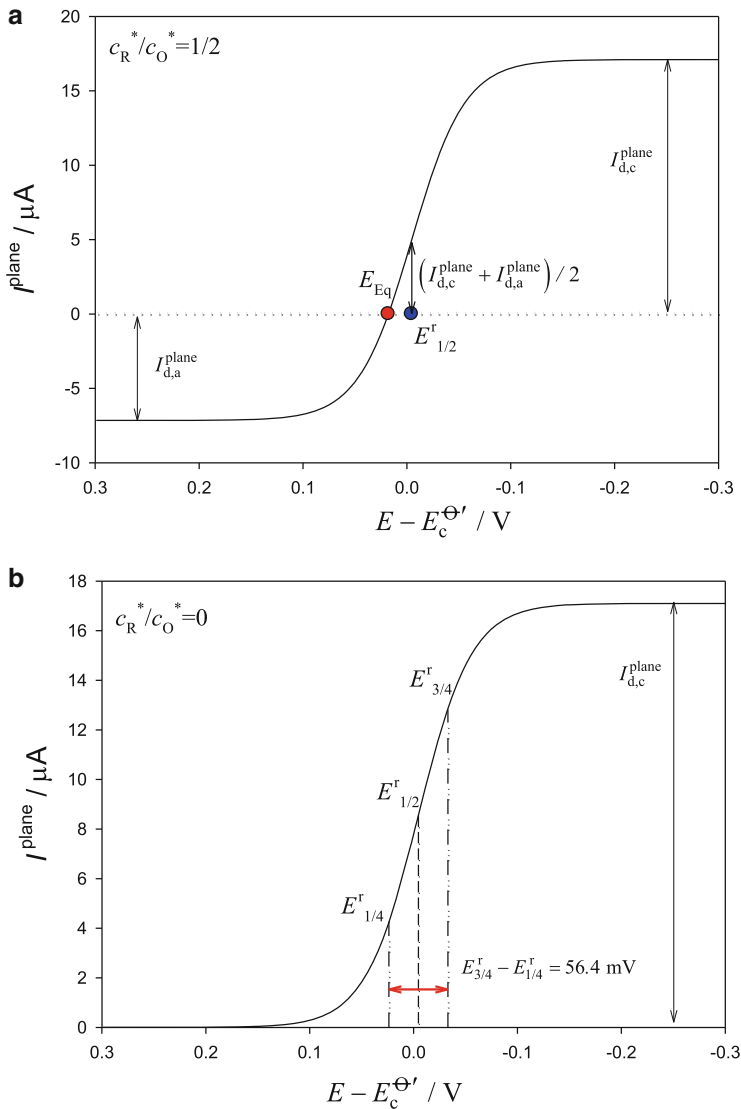 a
c_R*/c_O*=1/2
20
15
10
5
0
-5
-10
I^plane / µA
I_d,c^plane
(I_d,c^plane + I_d,a^plane) / 2
E_Eq
E^r_1/2
I_d,a^plane
0.3 0.2 0.1 0.0 -0.1 -0.2 -0.3
E – E_c^⊖′ / V
b
c_R*/c_O*=0
18
16
14
12
10
8
6
4
2
0
I^plane / µA
E^r_3/4
I_d,c^plane
E^r_1/2
E^r_1/4
E^r_3/4 – E^r_1/4 = 56.4 mV
0.3 0.2 0.1 0.0 -0.1 -0.2 -0.3
E – E_c^⊖′ / V